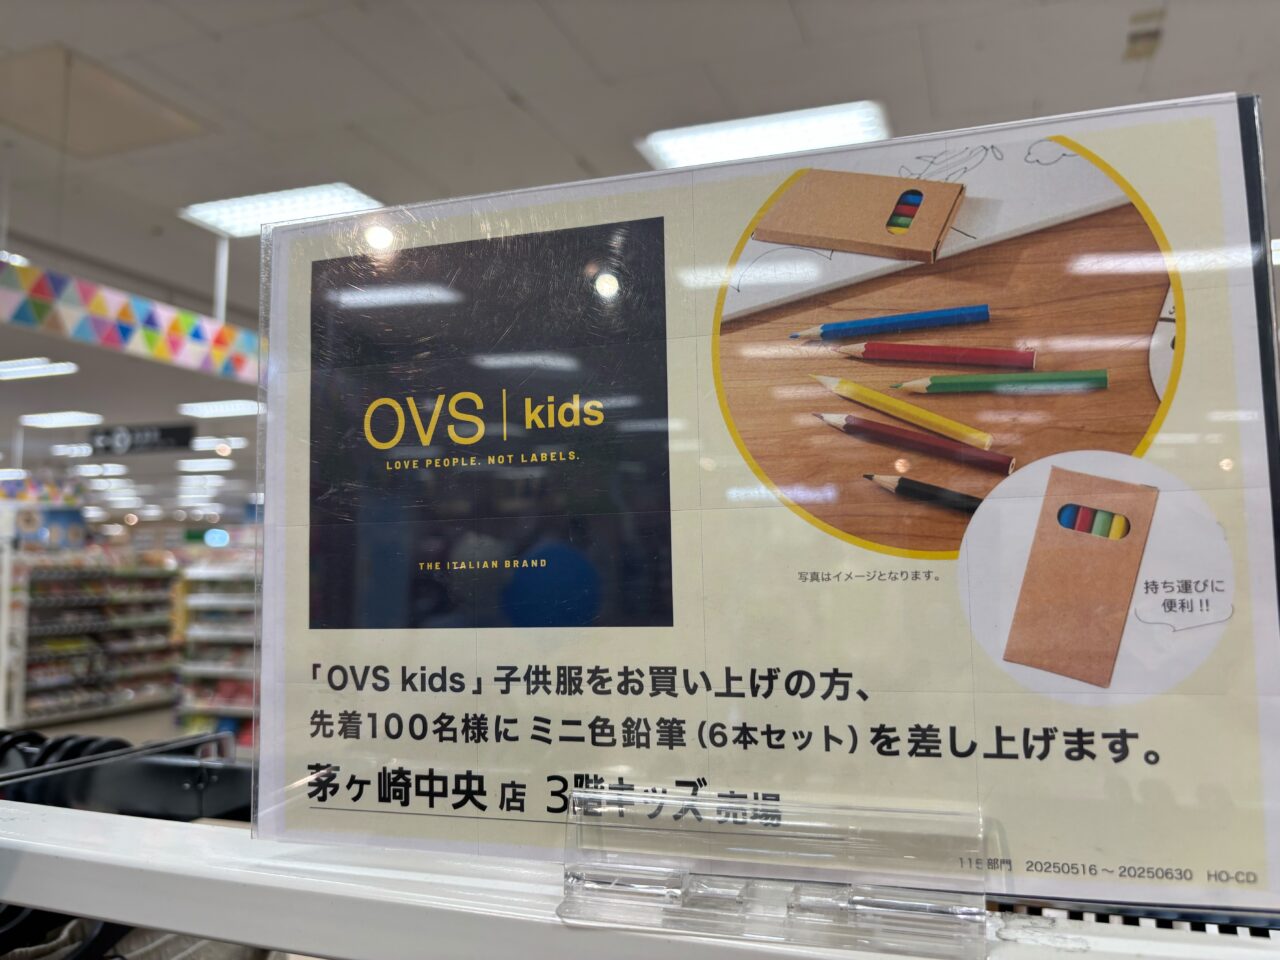 OVS | kids
LOVE PEOPLE. NOT LABELS.
THE ITALIAN BRAND
写真はイメージとなります。
持ち運びに
便利!!
「OVS kids」子供服をお買い上げの方、
先着100名様に ミニ色鉛筆(6本セット)を差し上げます。
茅ヶ崎中央 店 3階キッズ 売場
115部門 20250516～20250630 HO-CD